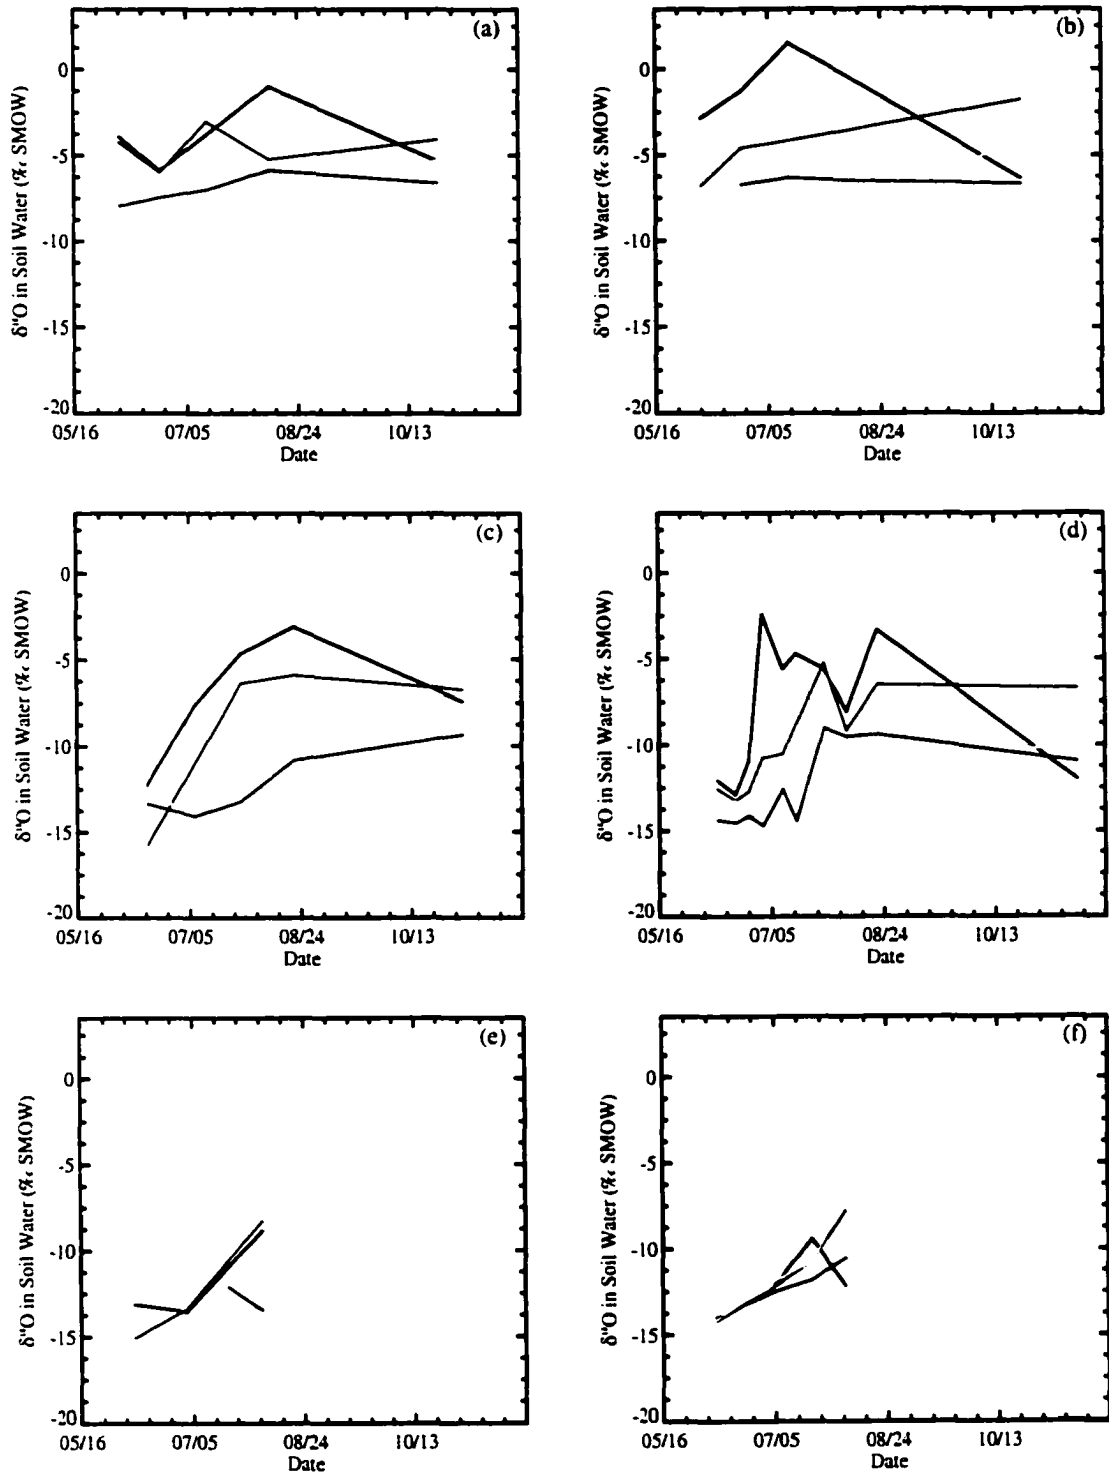 (a)
δ¹⁸O in Soil Water (‰ SMOW)
0
-5
-10
-15
-20
05/16 07/05 08/24 10/13
Date
(b)
δ¹⁸O in Soil Water (‰ SMOW)
0
-5
-10
-15
-20
05/16 07/05 08/24 10/13
Date
(c)
δ¹⁸O in Soil Water (‰ SMOW)
0
-5
-10
-15
-20
05/16 07/05 08/24 10/13
Date
(d)
δ¹⁸O in Soil Water (‰ SMOW)
0
-5
-10
-15
-20
05/16 07/05 08/24 10/13
Date
(e)
δ¹⁸O in Soil Water (‰ SMOW)
0
-5
-10
-15
-20
05/16 07/05 08/24 10/13
Date
(f)
δ¹⁸O in Soil Water (‰ SMOW)
0
-5
-10
-15
-20
05/16 07/05 08/24 10/13
Date